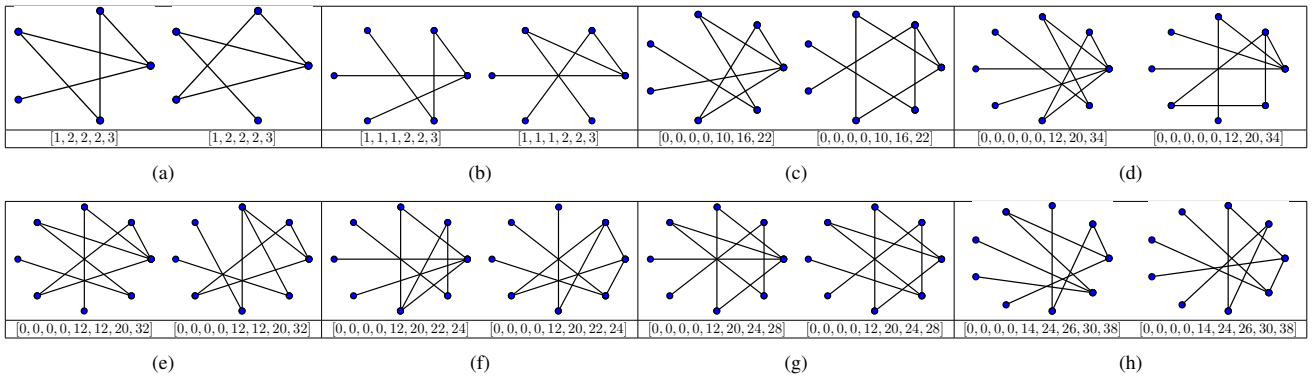 [1, 2, 2, 2, 3] [1, 2, 2, 2, 3] [1, 1, 1, 2, 2, 3] [1, 1, 1, 2, 2, 3] [0, 0, 0, 0, 10, 16, 22] [0, 0, 0, 0, 10, 16, 22] [0, 0, 0, 0, 0, 12, 20, 34] [0, 0, 0, 0, 0, 12, 20, 34]
(a) (b) (c) (d)
[0, 0, 0, 0, 12, 12, 20, 32] [0, 0, 0, 0, 12, 12, 20, 32] [0, 0, 0, 0, 12, 20, 22, 24] [0, 0, 0, 0, 12, 20, 22, 24] [0, 0, 0, 0, 12, 20, 24, 28] [0, 0, 0, 0, 12, 20, 24, 28] [0, 0, 0, 0, 14, 24, 26, 30, 38] [0, 0, 0, 0, 14, 24, 26, 30, 38]
(e) (f) (g) (h)